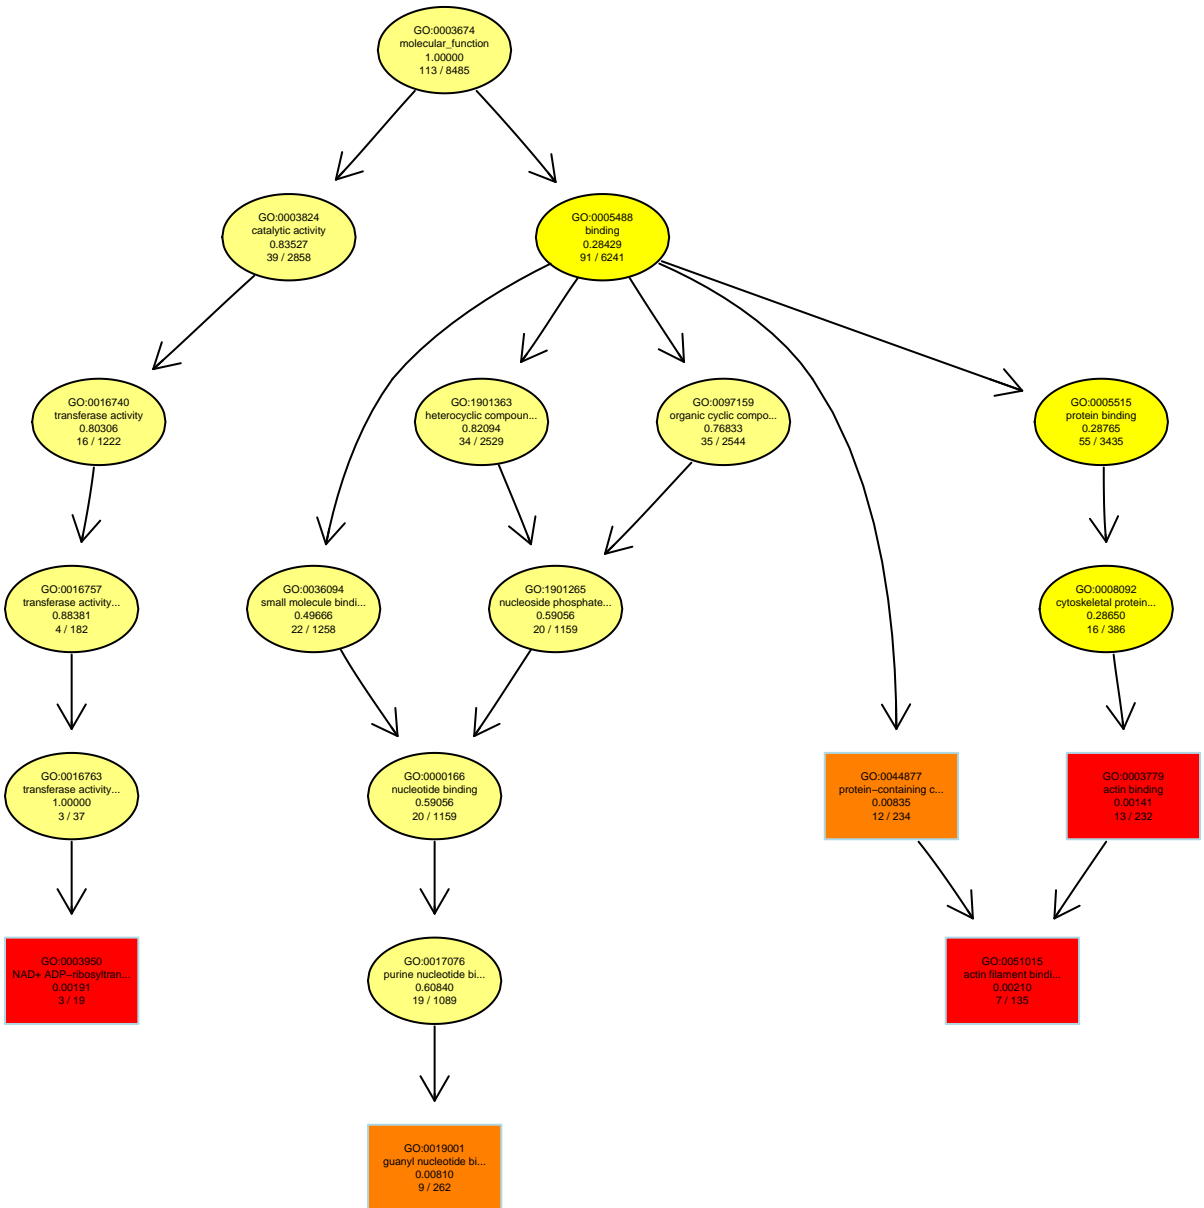 GO:0003674
molecular_function
1.00000
113 / 8485
GO:0003824
catalytic activity
0.83527
39 / 2858
GO:0005488
binding
0.28429
91 / 6241
GO:0016740
transferase activity
0.80306
16 / 1222
GO:1901363
heterocyclic compoun...
0.82094
34 / 2529
GO:0097159
organic cyclic compo...
0.76833
35 / 2544
GO:0005515
protein binding
0.28765
55 / 3435
GO:0016757
transferase activity...
0.88381
4 / 182
GO:0036094
small molecule bindi...
0.49666
22 / 1258
GO:1901265
nucleoside phosphate...
0.59056
20 / 1159
GO:0008092
cytoskeletal protein...
0.28650
16 / 386
GO:0016763
transferase activity...
1.00000
3 / 37
GO:0000166
nucleotide binding
0.59056
20 / 1159
GO:0044877
protein−containing c...
0.00835
12 / 234
GO:0003779
actin binding
0.00141
13 / 232
GO:0003950
NAD+ ADP−ribosyltran...
0.00191
3 / 19
GO:0017076
purine nucleotide bi...
0.60840
19 / 1089
GO:0051015
actin filament bindi...
0.00210
7 / 135
GO:0019001
guanyl nucleotide bi...
0.00810
9 / 262